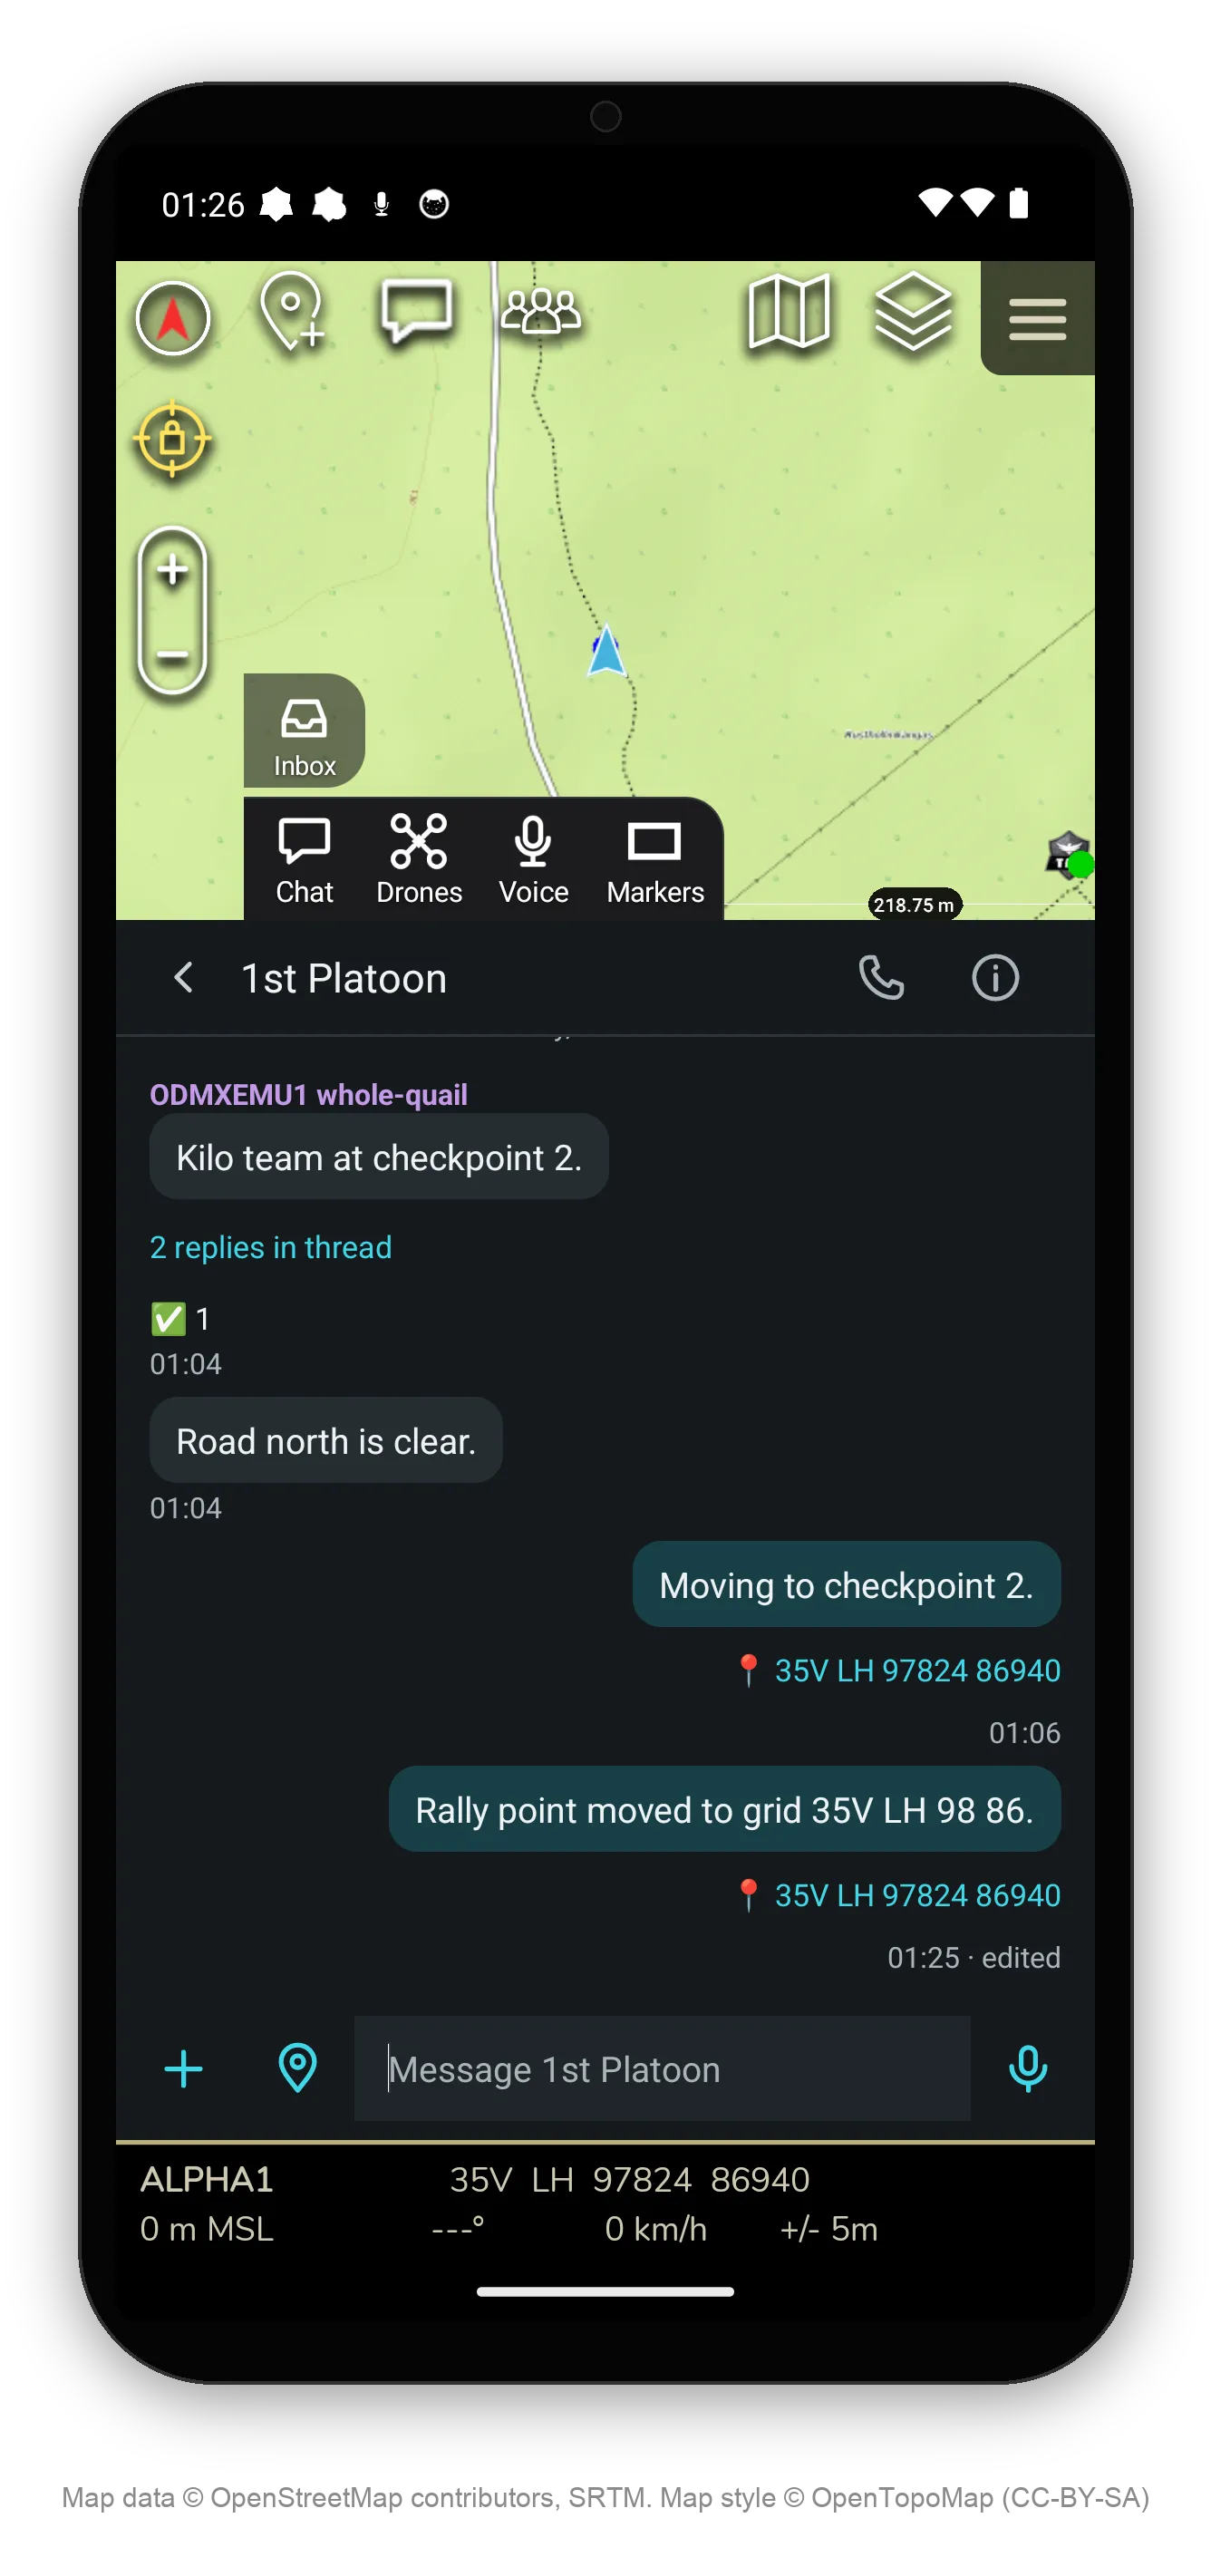 01:26
Inbox
Chat
Drones
Voice
Markers
218.75 m
1st Platoon
ODMXEMU1 whole-quail
Kilo team at checkpoint 2.
2 replies in thread
✅ 1
01:04
Road north is clear.
01:04
Moving to checkpoint 2.
📍 35V LH 97824 86940
01:06
Rally point moved to grid 35V LH 98 86.
📍 35V LH 97824 86940
01:25 · edited
Message 1st Platoon
ALPHA1 35V LH 97824 86940
0 m MSL ---° 0 km/h +/- 5m
Map data © OpenStreetMap contributors, SRTM. Map style © OpenTopoMap (CC-BY-SA)